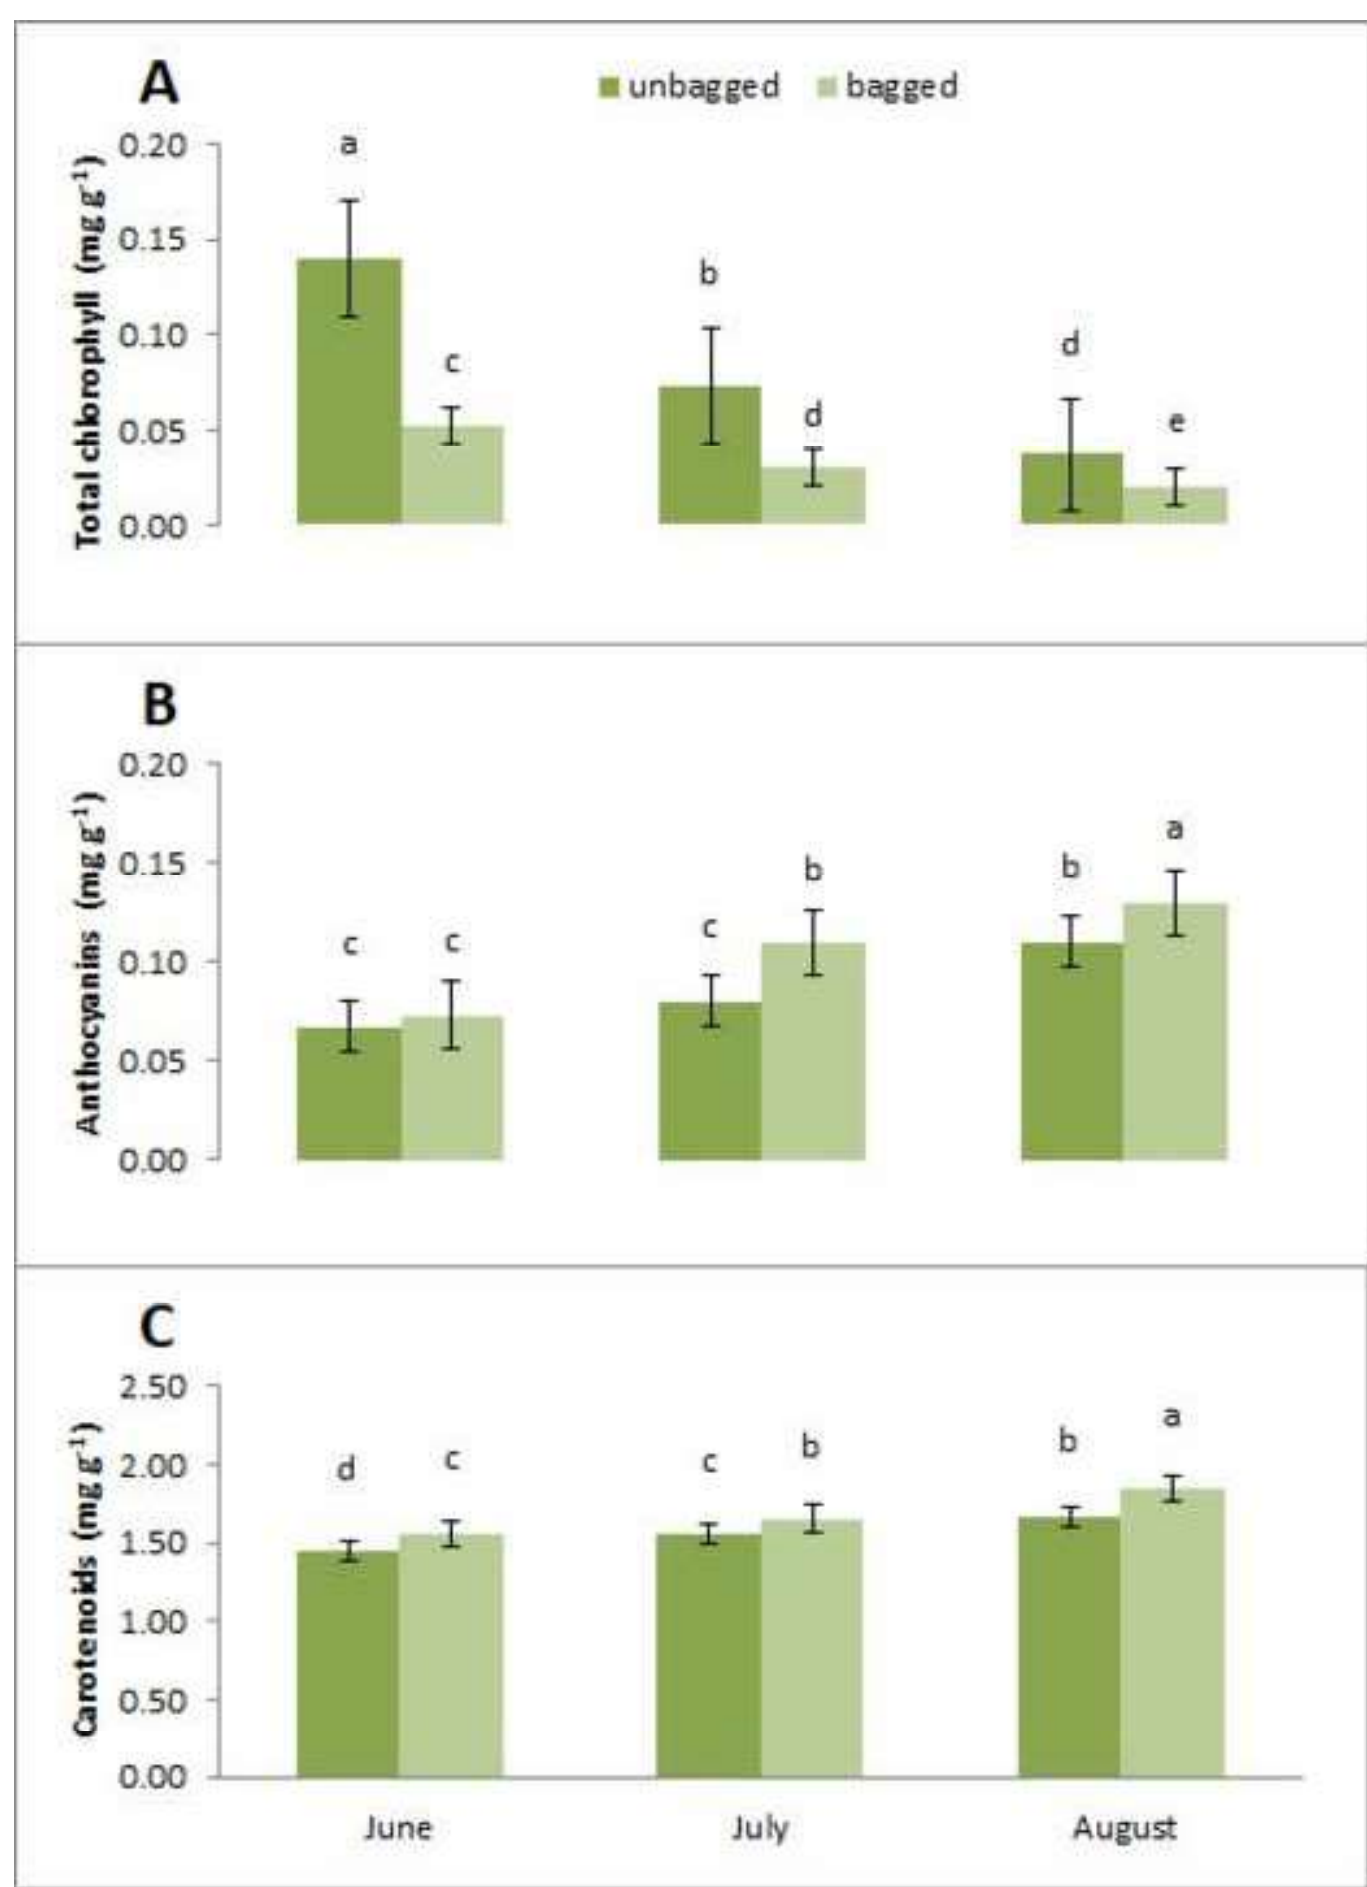 A
unbagged bagged
Total chlorophyll (mg g-1)
0.20
0.15
0.10
0.05
0.00
a
c
b
d
d
e
B
Anthocyanins (mg g-1)
0.20
0.15
0.10
0.05
0.00
c
c
c
b
b
a
C
Carotenoids (mg g-1)
2.50
2.00
1.50
1.00
0.50
0.00
d
c
c
b
b
a
June July August